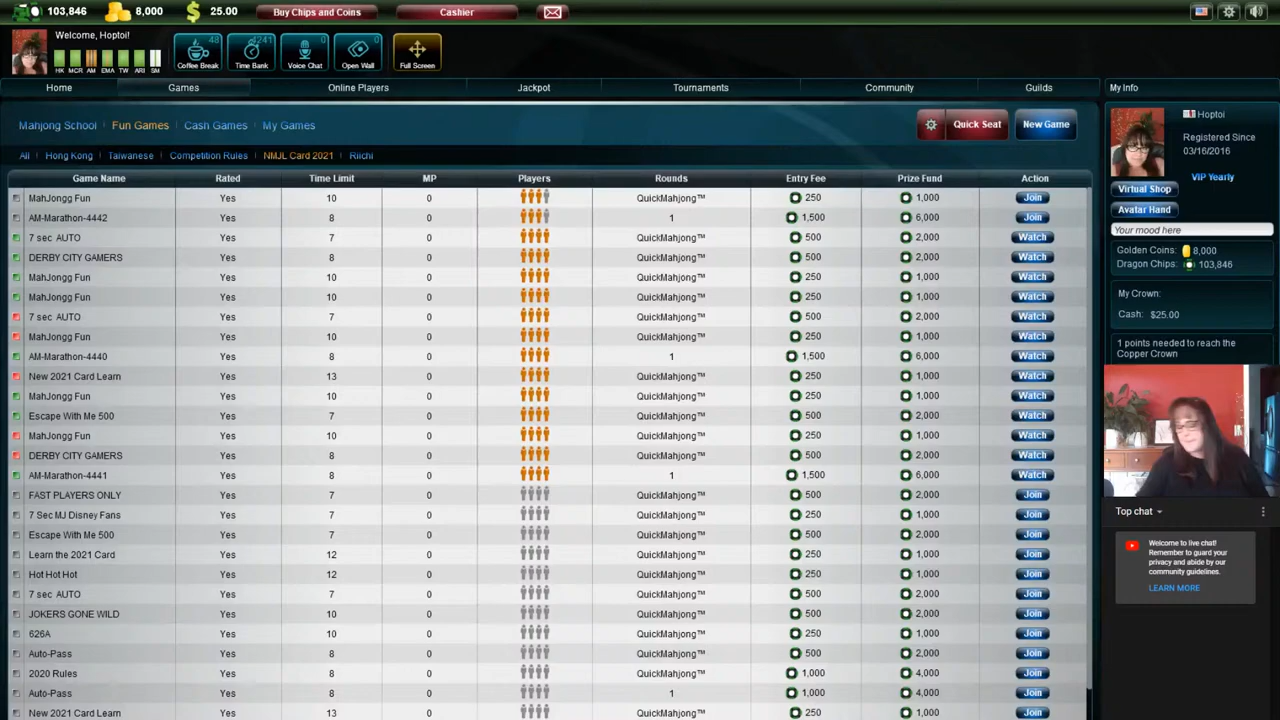 103,846 8,000 25.00 Buy Chips and Coins Cashier
Welcome, Hoptoi!
HK MCR AM EMA TW ARI SM
48 Coffee Break 4241 Time Bank 0 Voice Chat 0 Open Wall Full Screen
Home Games Online Players Jackpot Tournaments Community Guilds My Info
Mahjong School Fun Games Cash Games My Games Quick Seat New Game
All Hong Kong Taiwanese Competition Rules NMJL Card 2021 Riichi
Game Name Rated Time Limit MP Players Rounds Entry Fee Prize Fund Action
MahJongg Fun Yes 10 0 QuickMahjong™ 250 1,000 Join
AM-Marathon-4442 Yes 8 0 1 1,500 6,000 Join
7 sec AUTO Yes 7 0 QuickMahjong™ 500 2,000 Watch
DERBY CITY GAMERS Yes 8 0 QuickMahjong™ 500 2,000 Watch
MahJongg Fun Yes 10 0 QuickMahjong™ 250 1,000 Watch
MahJongg Fun Yes 10 0 QuickMahjong™ 250 1,000 Watch
7 sec AUTO Yes 7 0 QuickMahjong™ 500 2,000 Watch
MahJongg Fun Yes 10 0 QuickMahjong™ 250 1,000 Watch
AM-Marathon-4440 Yes 8 0 1 1,500 6,000 Watch
New 2021 Card Learn Yes 13 0 QuickMahjong™ 250 1,000 Watch
MahJongg Fun Yes 10 0 QuickMahjong™ 250 1,000 Watch
Escape With Me 500 Yes 7 0 QuickMahjong™ 500 2,000 Watch
MahJongg Fun Yes 10 0 QuickMahjong™ 250 1,000 Watch
DERBY CITY GAMERS Yes 8 0 QuickMahjong™ 500 2,000 Watch
AM-Marathon-4441 Yes 8 0 1 1,500 6,000 Watch
FAST PLAYERS ONLY Yes 7 0 QuickMahjong™ 500 2,000 Join
7 Sec MJ Disney Fans Yes 7 0 QuickMahjong™ 250 1,000 Join
Escape With Me 500 Yes 7 0 QuickMahjong™ 500 2,000 Join
Learn the 2021 Card Yes 12 0 QuickMahjong™ 250 1,000 Join
Hot Hot Hot Yes 12 0 QuickMahjong™ 250 1,000 Join
7 sec AUTO Yes 7 0 QuickMahjong™ 500 2,000 Join
JOKERS GONE WILD Yes 10 0 QuickMahjong™ 500 2,000 Join
626A Yes 10 0 QuickMahjong™ 250 1,000 Join
Auto-Pass Yes 8 0 QuickMahjong™ 500 2,000 Join
2020 Rules Yes 8 0 QuickMahjong™ 1,000 4,000 Join
Auto-Pass Yes 8 0 1 1,000 4,000 Join
New 2021 Card Learn Yes 13 0 QuickMahjong™ 250 1,000 Join
Hoptoi
Registered Since
03/16/2016
VIP Yearly
Virtual Shop
Avatar Hand
Your mood here
Golden Coins: 8,000
Dragon Chips: 103,846
My Crown:
Cash: $25.00
1 points needed to reach the
Copper Crown
Top chat
Welcome to live chat!
Remember to guard your
privacy and abide by our
community guidelines.
LEARN MORE